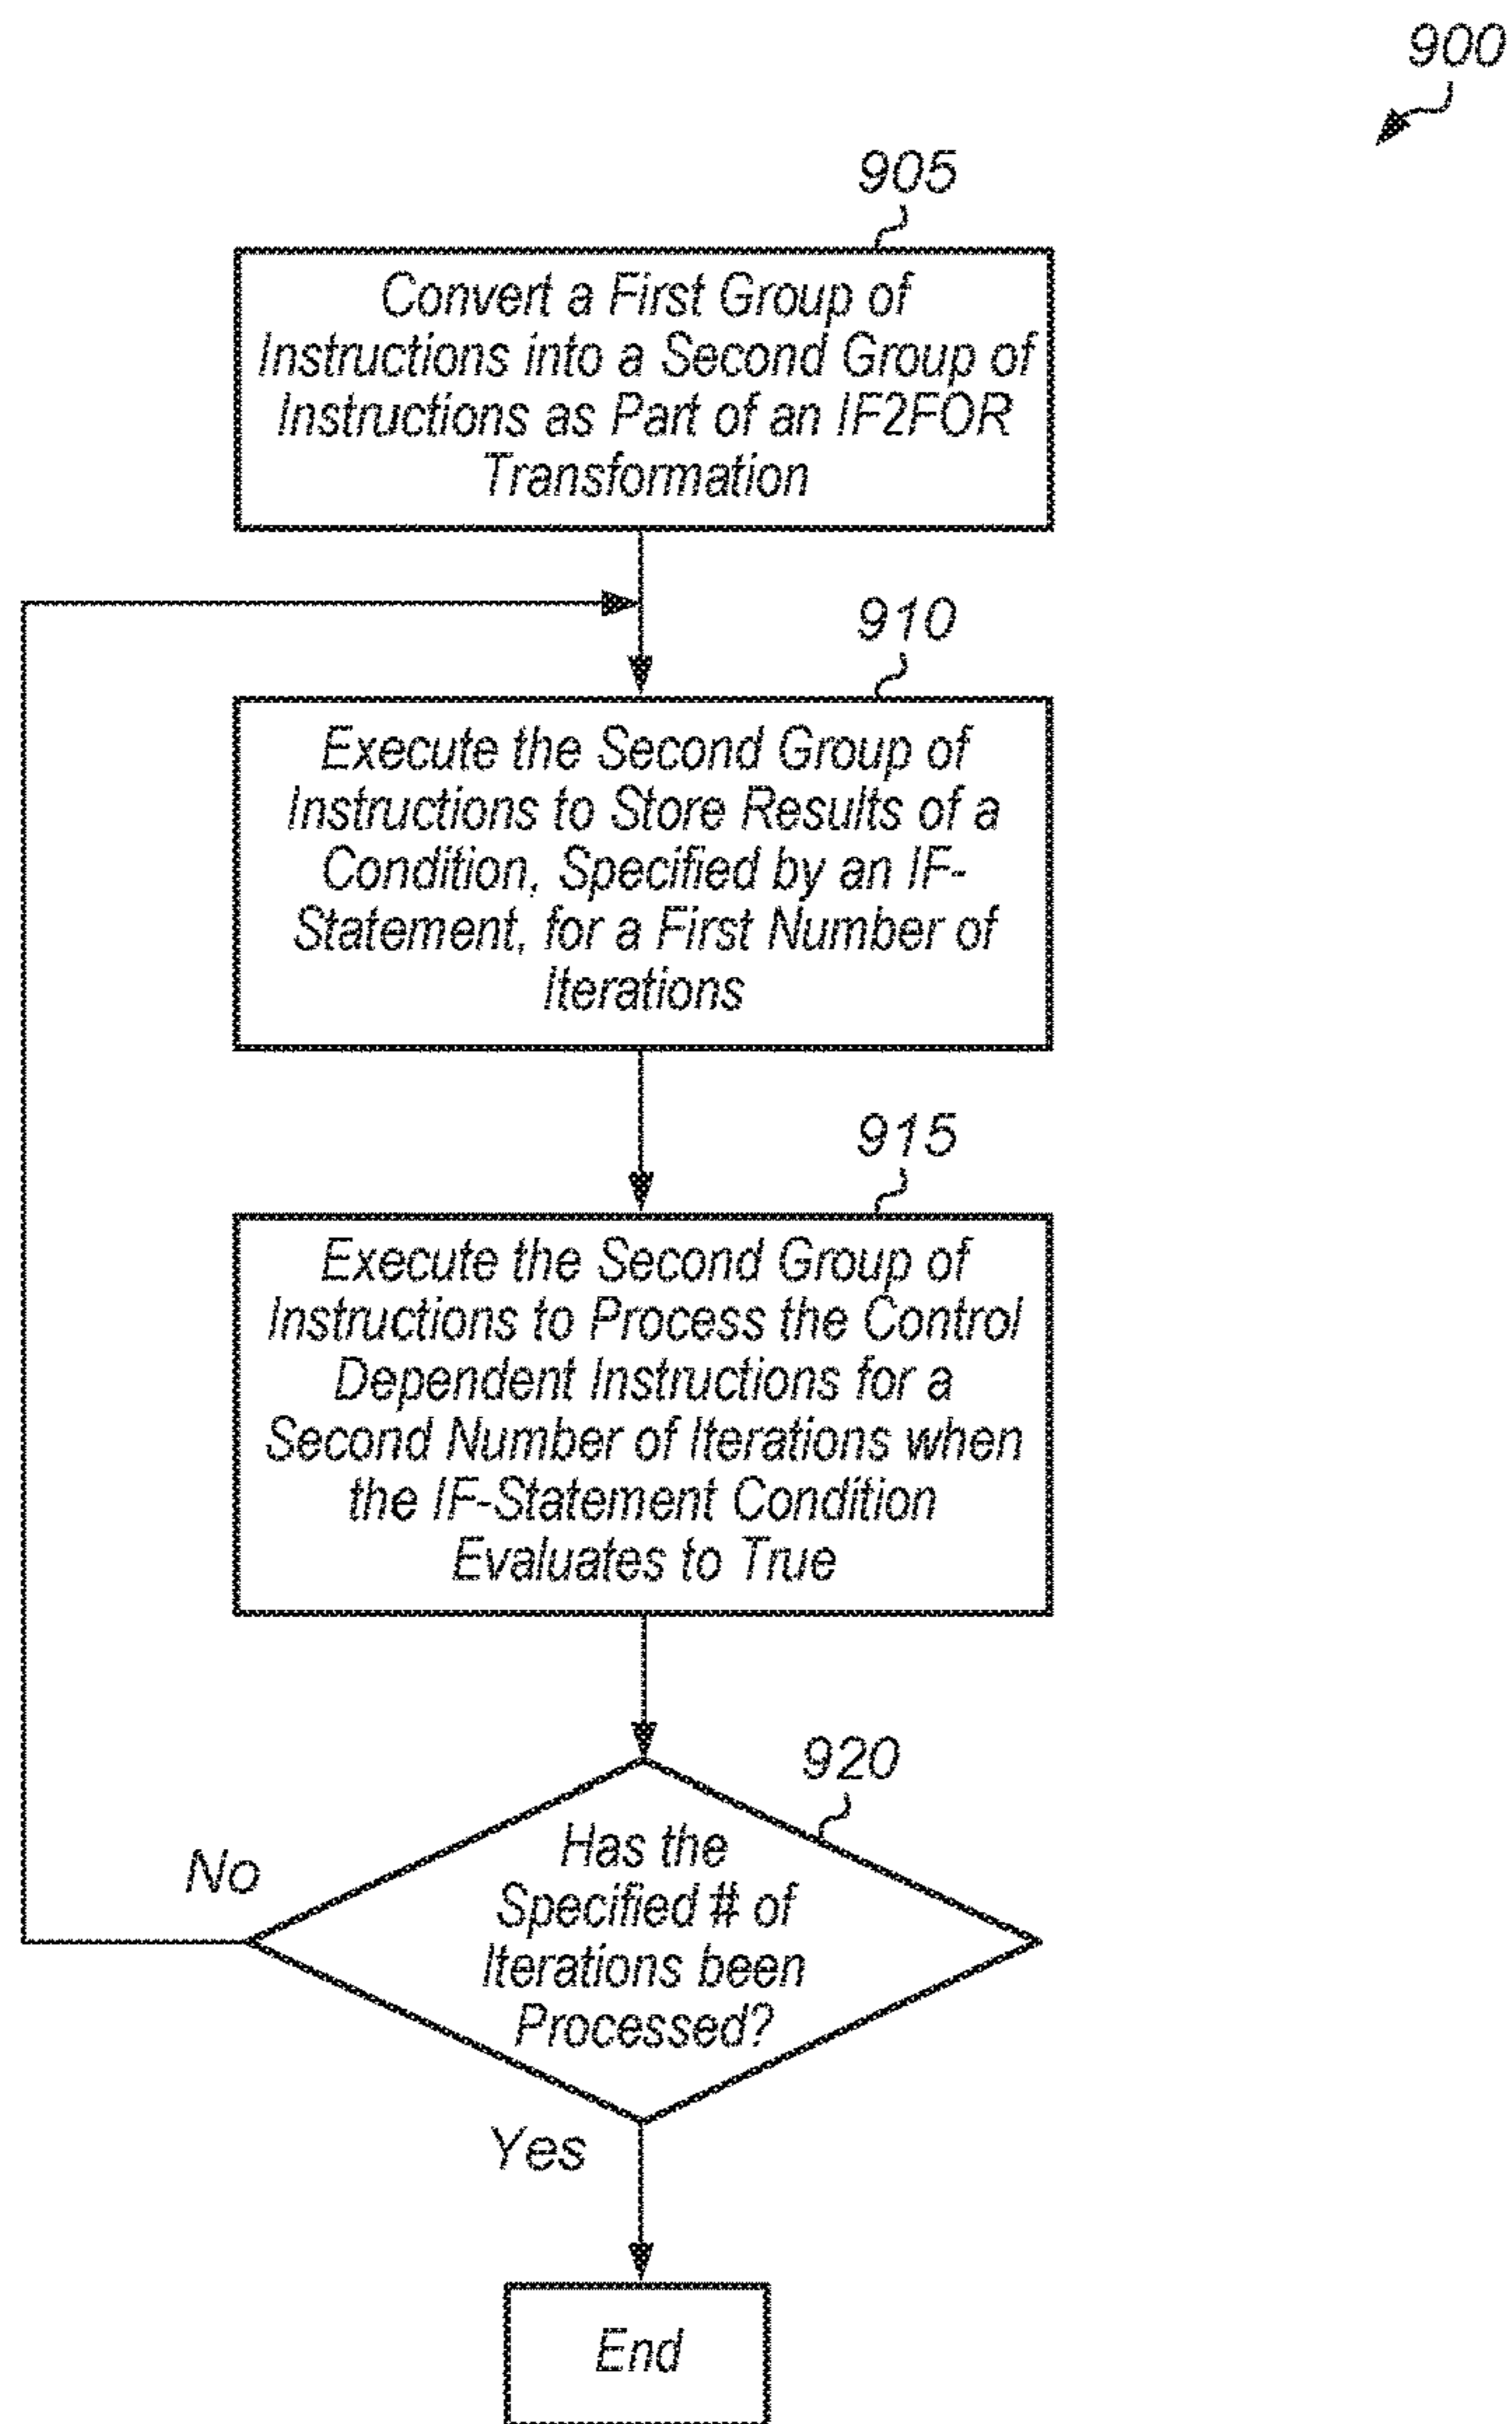 900
905
Convert a First Group of
Instructions into a Second Group of
Instructions as Part of an IF2FOR
Transformation
910
Execute the Second Group of
Instructions to Store Results of a
Condition, Specified by an IF-
Statement, for a First Number of
Iterations
915
Execute the Second Group of
Instructions to Process the Control
Dependent Instructions for a
Second Number of Iterations when
the IF-Statement Condition
Evaluates to True
920
Has the
Specified # of
Iterations been
Processed?
No
Yes
End